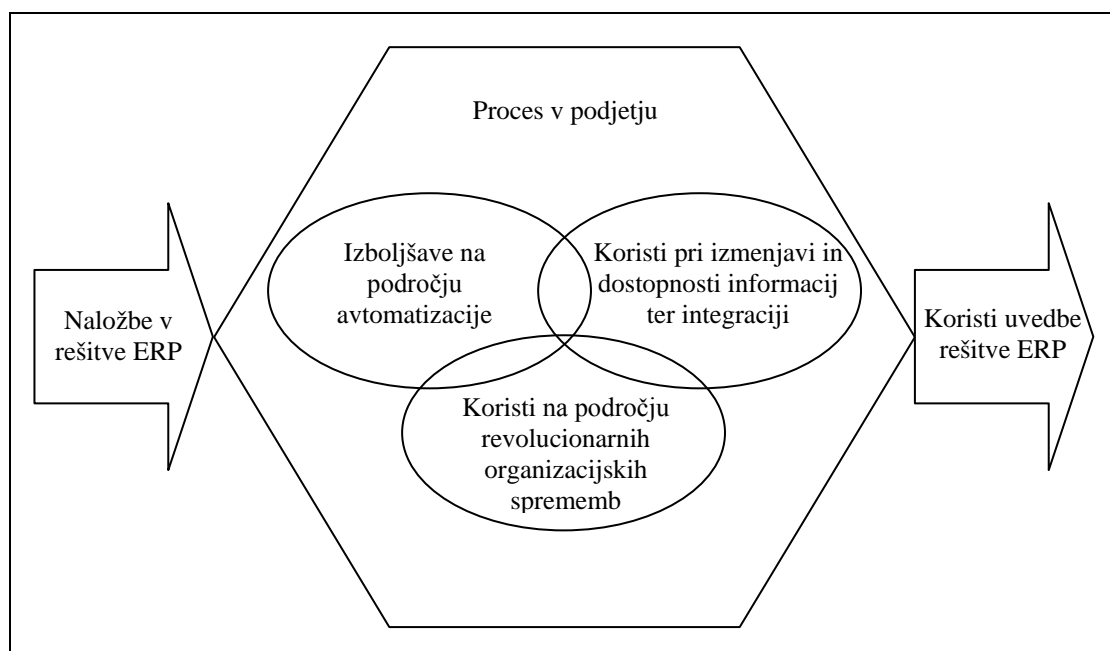 Proces v podjetju
Izboljšave na
področju
avtomatizacije
Koristi pri izmenjavi in
dostopnosti informacij
ter integraciji
Naložbe v
rešitve ERP
Koristi uvedbe
rešitve ERP
Koristi na področju
revolucionarnih
organizacijskih
sprememb